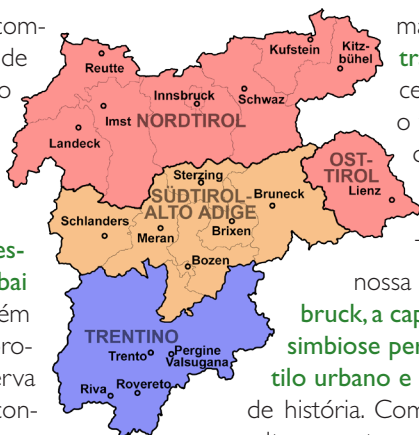 com-
de
o
es-
bai
ém
ro-
erva
con-
Reutte
Kufstein
Kitz-
bühel
Innsbruck
Schwaz
Imst
NORDTIROL
Landeck
OST-
TIROL
Lienz
Sterzing
SÜDTIROL-
ALTO ADIGE
Bruneck
Schlanders
Meran
Brixen
Bozen
TRENTINO
Trento
Pergine
Valsugana
Riva
Rovereto
ma
tr
ce
o
nossa
bruck, a cap
simbiose per
tilo urbano e
de história. Com